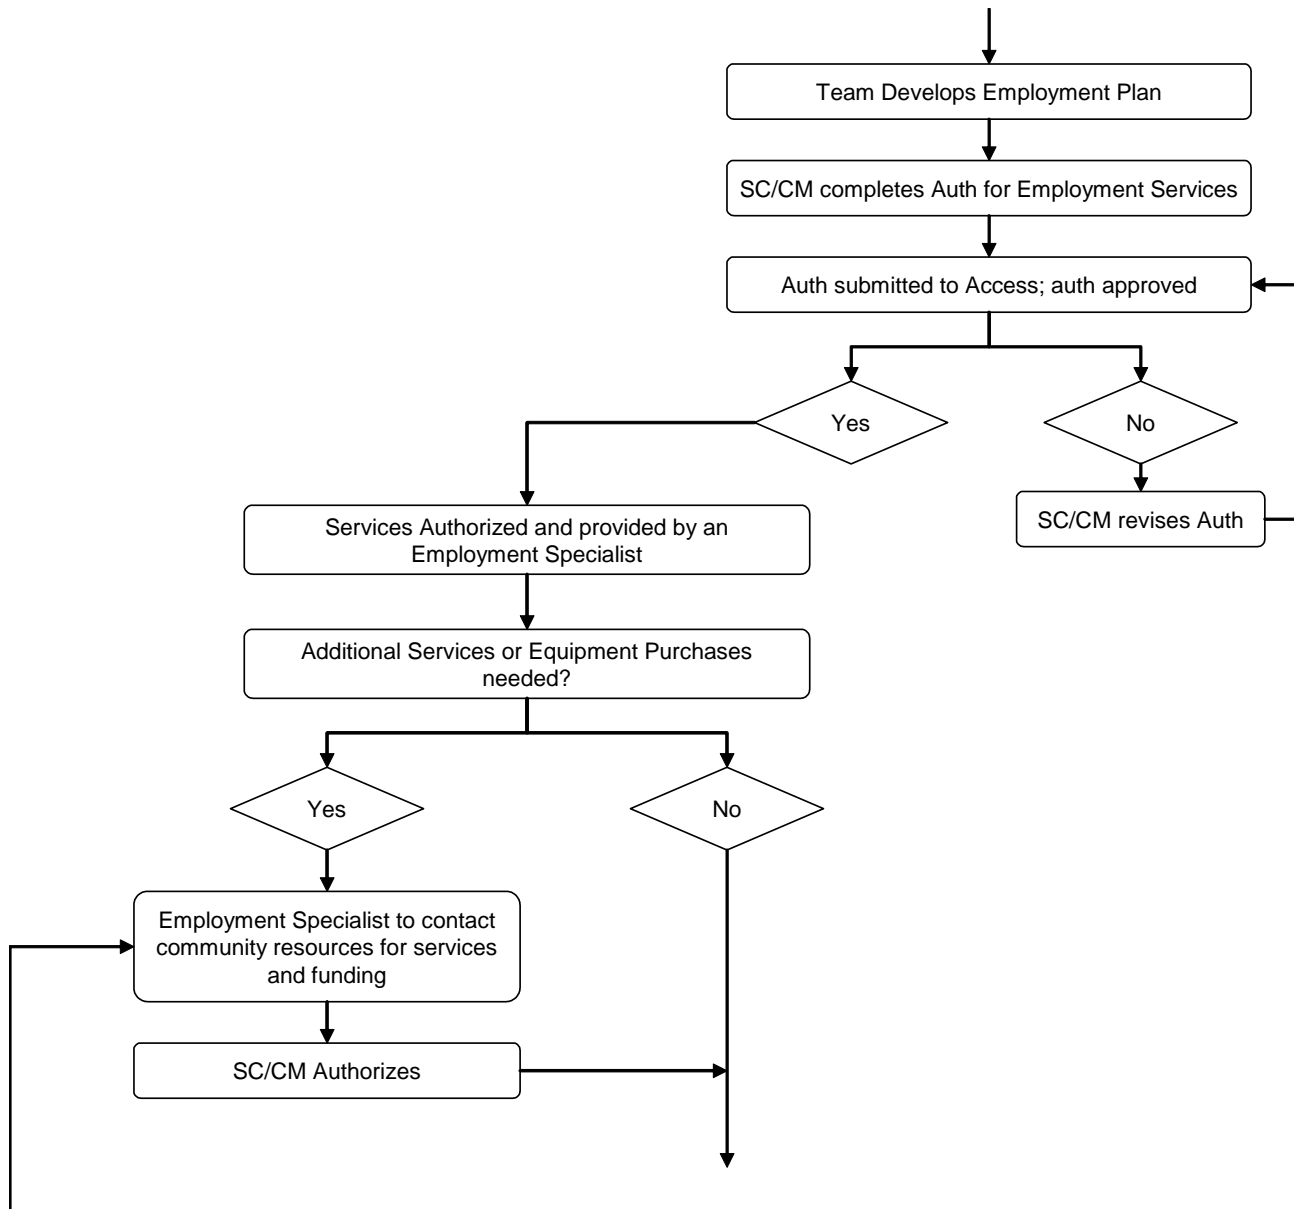 Team Develops Employment Plan
SC/CM completes Auth for Employment Services
Auth submitted to Access; auth approved
Yes
No
SC/CM revises Auth
Services Authorized and provided by an
Employment Specialist
Additional Services or Equipment Purchases
needed?
Yes
No
Employment Specialist to contact
community resources for services
and funding
SC/CM Authorizes